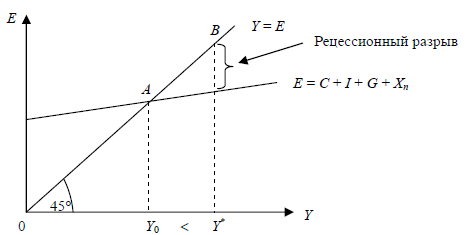 E
B
Y = E
Рецессионный разрыв
A
E = C + I + G + Xn
45°
0
Y0 < Y*
Y